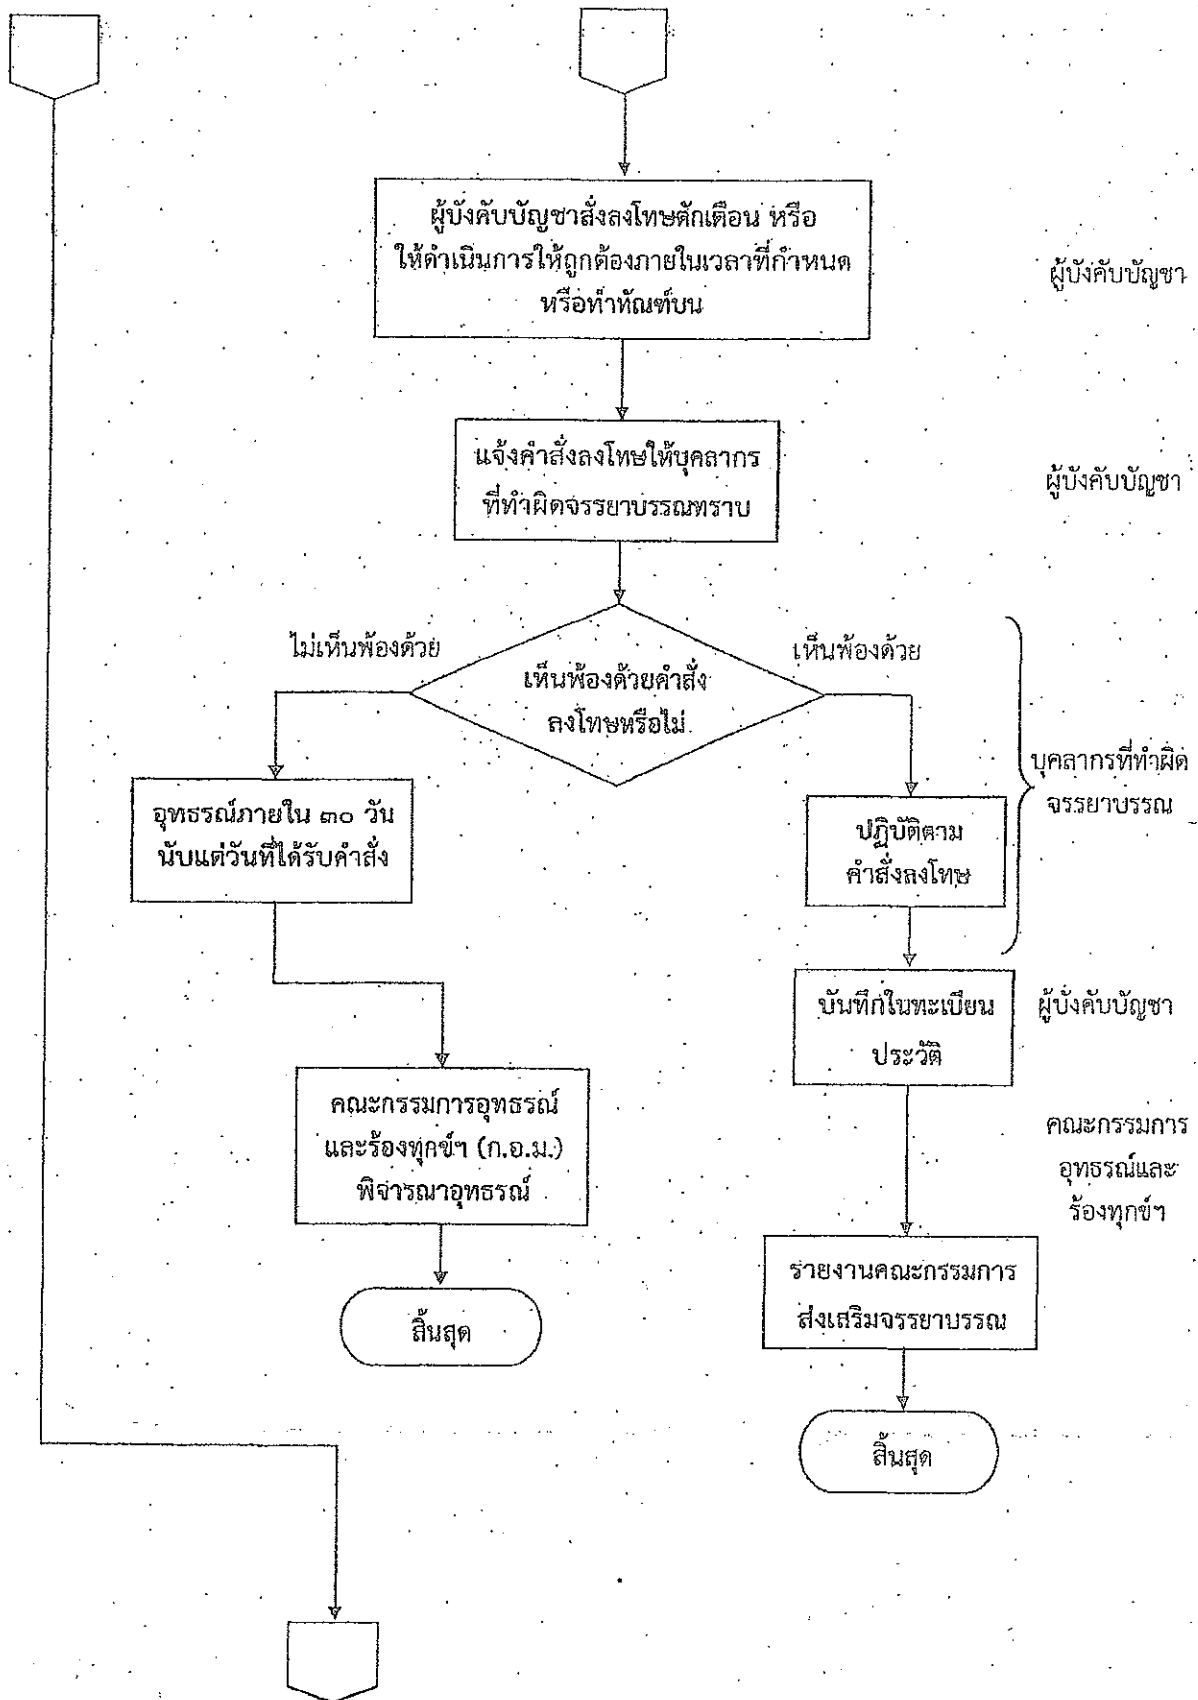 ผู้บังคับบัญชาสั่งลงโทษตักเตือน หรือ
ให้ดำเนินการให้ถูกต้องภายในเวลาที่กำหนด
หรือทำทัณฑ์บน
ผู้บังคับบัญชา
แจ้งคำสั่งลงโทษให้บุคลากร
ที่ทำผิดจรรยาบรรณทราบ
ผู้บังคับบัญชา
ไม่เห็นพ้องด้วย
เห็นพ้องด้วยคำสั่ง
ลงโทษหรือไม่
เห็นพ้องด้วย
อุทธรณ์ภายใน ๓๐ วัน
นับแต่วันที่ได้รับคำสั่ง
ปฏิบัติตาม
คำสั่งลงโทษ
บุคลากรที่ทำผิด
จรรยาบรรณ
บันทึกในทะเบียน
ประวัติ
ผู้บังคับบัญชา
คณะกรรมการอุทธรณ์
และร้องทุกข์ฯ (ก.อ.ม.)
พิจารณาอุทธรณ์
คณะกรรมการ
อุทธรณ์และ
ร้องทุกข์ฯ
รายงานคณะกรรมการ
ส่งเสริมจรรยาบรรณ
สิ้นสุด
สิ้นสุด